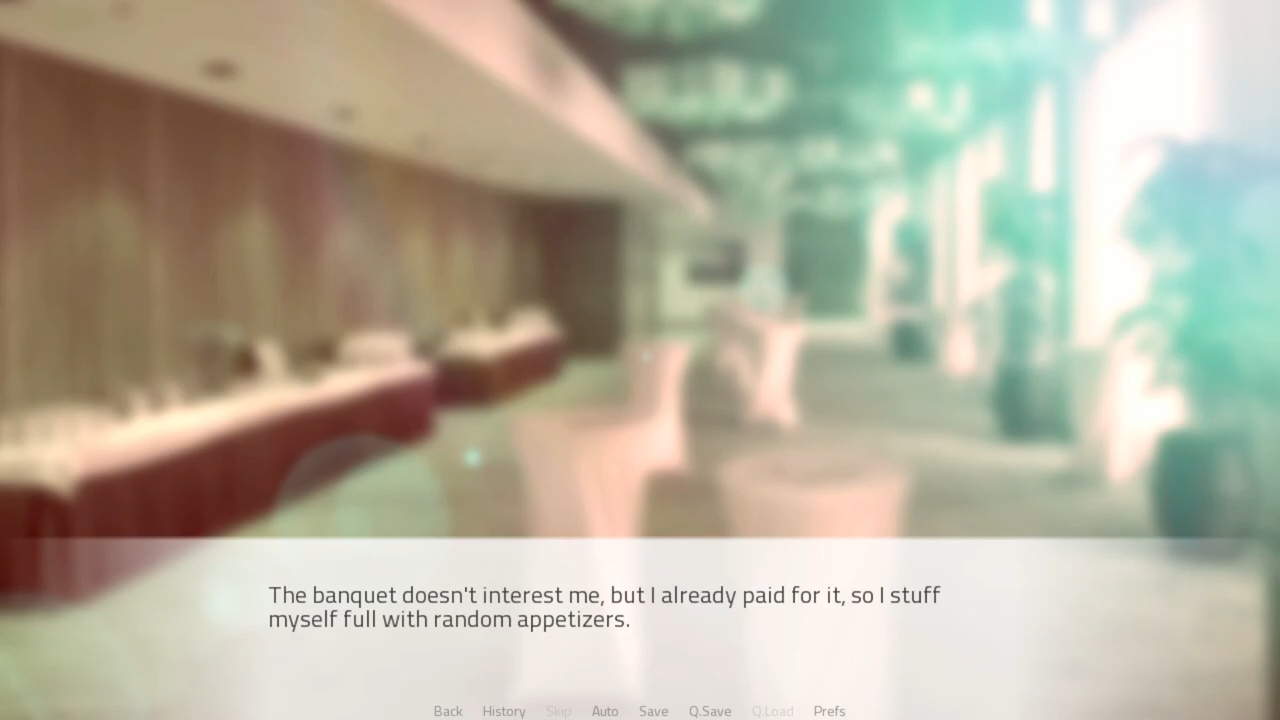 The banquet doesn't interest me, but I already paid for it, so I stuff
myself full with random appetizers.
Back History Skip Auto Save Q.Save Q.Load Prefs